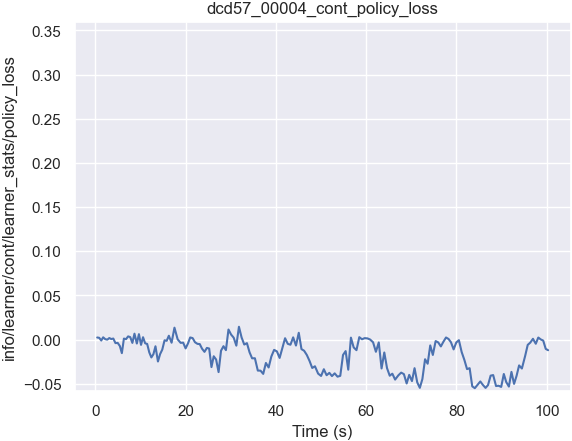 dcd57_00004_cont_policy_loss
info/learner/cont/learner_stats/policy_loss
0.35
0.30
0.25
0.20
0.15
0.10
0.05
0.00
−0.05
0 20 40 60 80 100
Time (s)